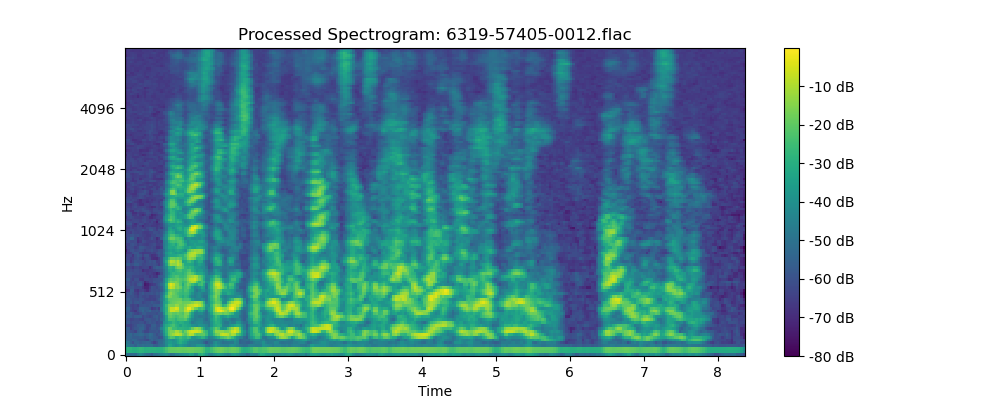 Processed Spectrogram: 6319-57405-0012.flac
Hz
4096
2048
1024
512
0
0 1 2 3 4 5 6 7 8
Time
-10 dB
-20 dB
-30 dB
-40 dB
-50 dB
-60 dB
-70 dB
-80 dB